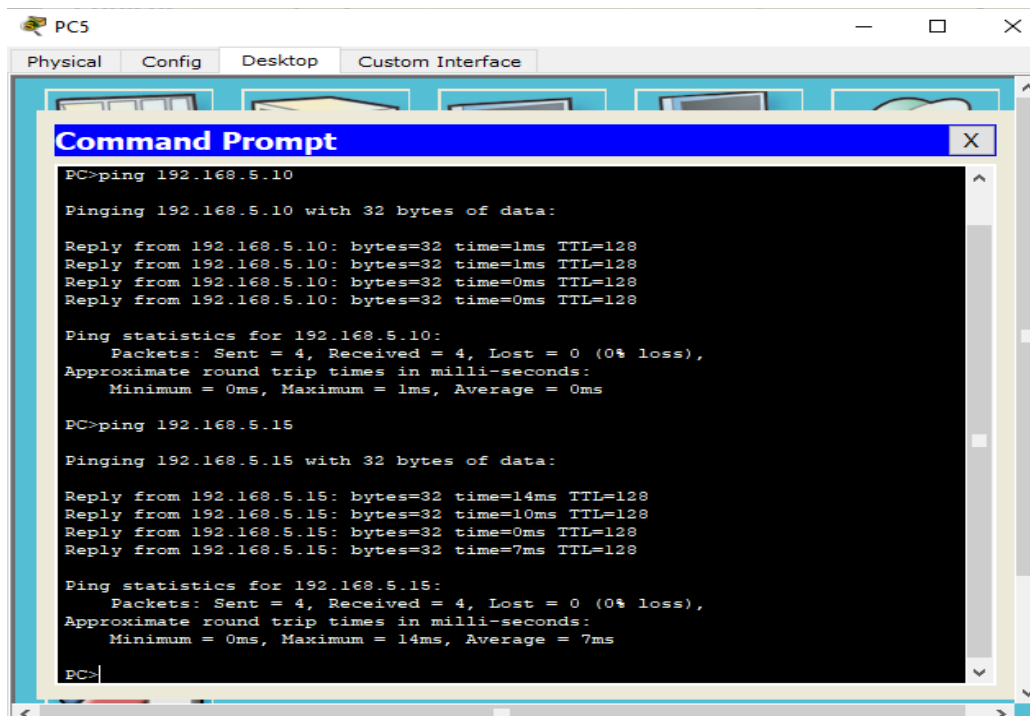 PC5
Physical Config Desktop Custom Interface
Command Prompt X
PC>ping 192.168.5.10
Pinging 192.168.5.10 with 32 bytes of data:
Reply from 192.168.5.10: bytes=32 time=1ms TTL=128
Reply from 192.168.5.10: bytes=32 time=1ms TTL=128
Reply from 192.168.5.10: bytes=32 time=0ms TTL=128
Reply from 192.168.5.10: bytes=32 time=0ms TTL=128
Ping statistics for 192.168.5.10:
Packets: Sent = 4, Received = 4, Lost = 0 (0% loss),
Approximate round trip times in milli-seconds:
Minimum = 0ms, Maximum = 1ms, Average = 0ms
PC>ping 192.168.5.15
Pinging 192.168.5.15 with 32 bytes of data:
Reply from 192.168.5.15: bytes=32 time=14ms TTL=128
Reply from 192.168.5.15: bytes=32 time=10ms TTL=128
Reply from 192.168.5.15: bytes=32 time=0ms TTL=128
Reply from 192.168.5.15: bytes=32 time=7ms TTL=128
Ping statistics for 192.168.5.15:
Packets: Sent = 4, Received = 4, Lost = 0 (0% loss),
Approximate round trip times in milli-seconds:
Minimum = 0ms, Maximum = 14ms, Average = 7ms
PC>